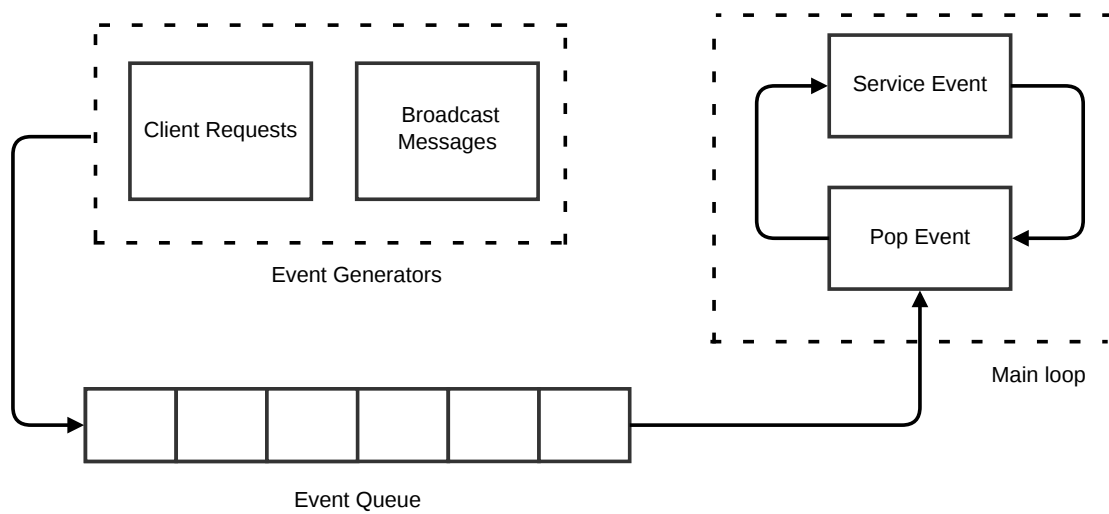 Client Requests
Broadcast
Messages
Event Generators
Service Event
Pop Event
Main loop
Event Queue